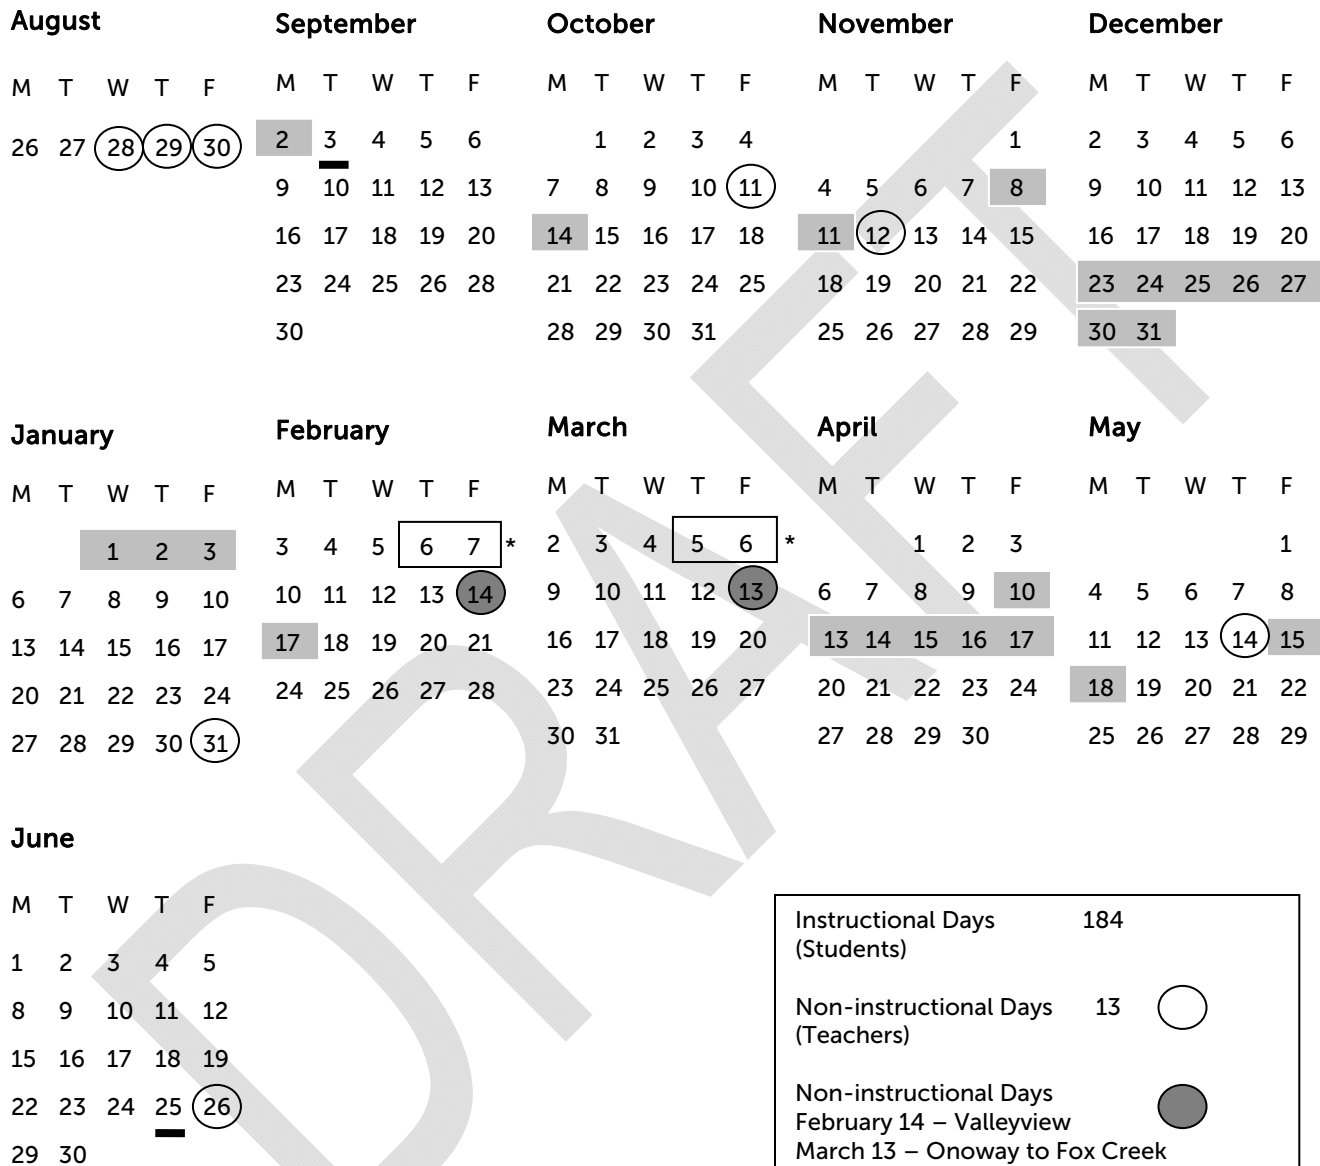 August
M T W T F
26 27 28 29 30
September
M T W T F
2 3 4 5 6
9 10 11 12 13
16 17 18 19 20
23 24 25 26 28
30
October
M T W T F
1 2 3 4
7 8 9 10 11
14 15 16 17 18
21 22 23 24 25
28 29 30 31
November
M T W T F
1
4 5 6 7 8
11 12 13 14 15
18 19 20 21 22
25 26 27 28 29
December
M T W T F
2 3 4 5 6
9 10 11 12 13
16 17 18 19 20
23 24 25 26 27
30 31
January
M T W T F
1 2 3
6 7 8 9 10
13 14 15 16 17
20 21 22 23 24
27 28 29 30 31
February
M T W T F
3 4 5 6 7 *
10 11 12 13 14
17 18 19 20 21
24 25 26 27 28
March
M T W T F
2 3 4 5 6 *
9 10 11 12 13
16 17 18 19 20
23 24 25 26 27
30 31
April
M T W T F
1 2 3
6 7 8 9 10
13 14 15 16 17
20 21 22 23 24
27 28 29 30
May
M T W T F
1
4 5 6 7 8
11 12 13 14 15
18 19 20 21 22
25 26 27 28 29
June
M T W T F
1 2 3 4 5
8 9 10 11 12
15 16 17 18 19
22 23 24 25 26
29 30
Instructional Days 184
(Students)
Non-instructional Days 13
(Teachers)
Non-instructional Days
February 14 – Valleyview
March 13 – Onoway to Fox Creek
DRAFT